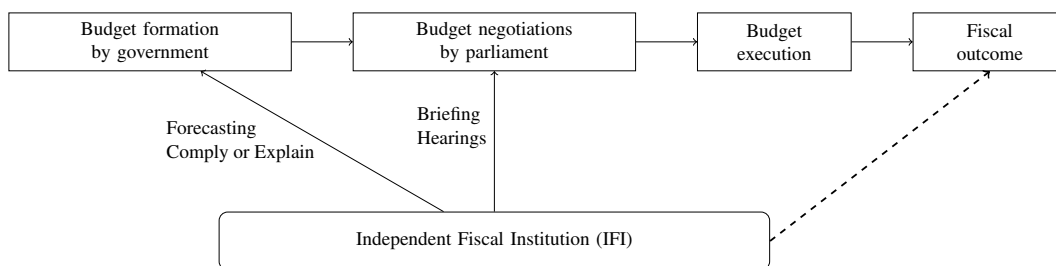 Budget formation
by government
Budget negotiations
by parliament
Budget
execution
Fiscal
outcome
Forecasting
Comply or Explain
Briefing
Hearings
Independent Fiscal Institution (IFI)